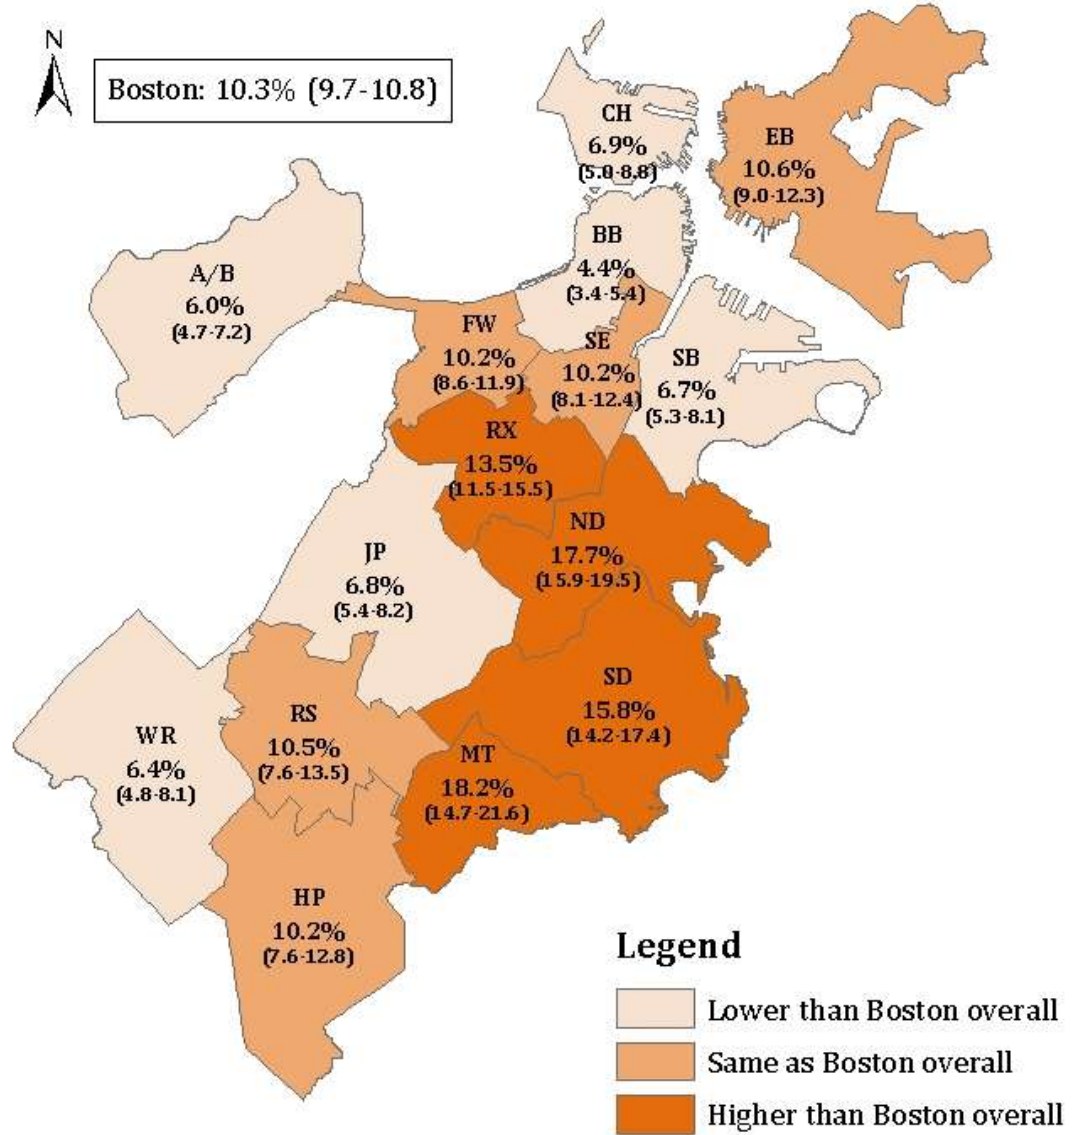 N
Boston: 10.3% (9.7-10.8)
CH
6.9%
(5.0-8.8)
EB
10.6%
(9.0-12.3)
BB
4.4%
(3.4-5.4)
A/B
6.0%
(4.7-7.2)
FW
10.2%
(8.6-11.9)
SE
10.2%
(8.1-12.4)
SB
6.7%
(5.3-8.1)
RX
13.5%
(11.5-15.5)
ND
17.7%
(15.9-19.5)
JP
6.8%
(5.4-8.2)
SD
15.8%
(14.2-17.4)
RS
10.5%
(7.6-13.5)
WR
6.4%
(4.8-8.1)
MT
18.2%
(14.7-21.6)
HP
10.2%
(7.6-12.8)
Legend
Lower than Boston overall
Same as Boston overall
Higher than Boston overall